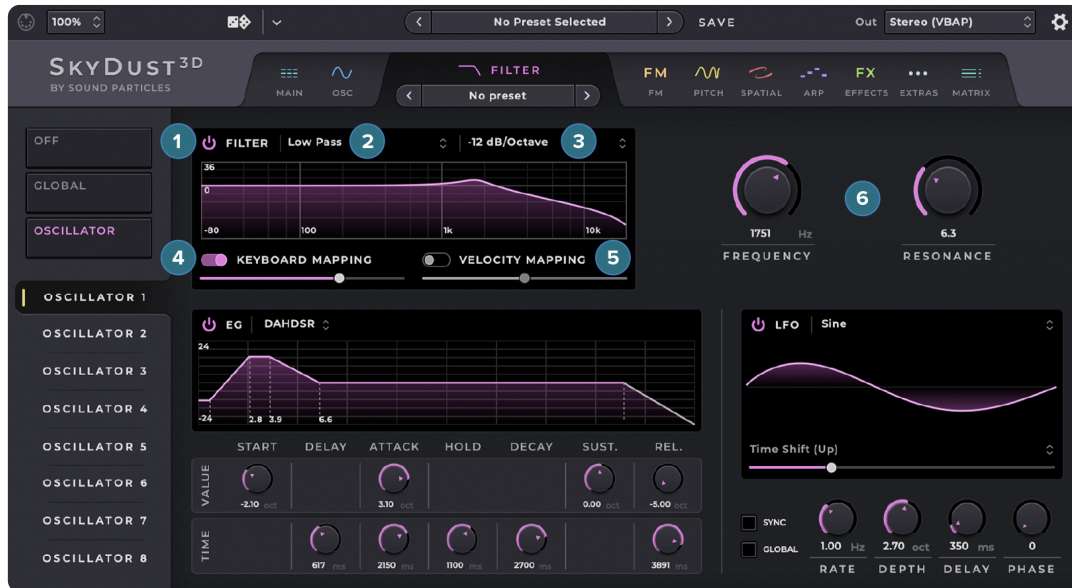 100%
No Preset Selected
SAVE
Out
Stereo (VBAP)
SKYDUST3D
BY SOUND PARTICLES
MAIN
OSC
FILTER
No preset
FM
FM
PITCH
SPATIAL
ARP
FX
EFFECTS
EXTRAS
MATRIX
OFF
GLOBAL
OSCILLATOR
1
FILTER
Low Pass
2
-12 dB/Octave
3
36
0
-80
100
1k
10k
4
KEYBOARD MAPPING
VELOCITY MAPPING
5
6
1751 Hz
FREQUENCY
6.3
RESONANCE
OSCILLATOR 1
OSCILLATOR 2
OSCILLATOR 3
OSCILLATOR 4
OSCILLATOR 5
OSCILLATOR 6
OSCILLATOR 7
OSCILLATOR 8
EG
DAHDSR
24
-24
2.8
3.9
6.6
START
DELAY
ATTACK
HOLD
DECAY
SUST.
REL.
VALUE
-2.10 oct
3.10 oct
0.00 oct
-5.00 oct
TIME
617 ms
2150 ms
1100 ms
2700 ms
3891 ms
LFO
Sine
Time Shift (Up)
SYNC
GLOBAL
1.00 Hz
2.70 oct
350 ms
0
RATE
DEPTH
DELAY
PHASE